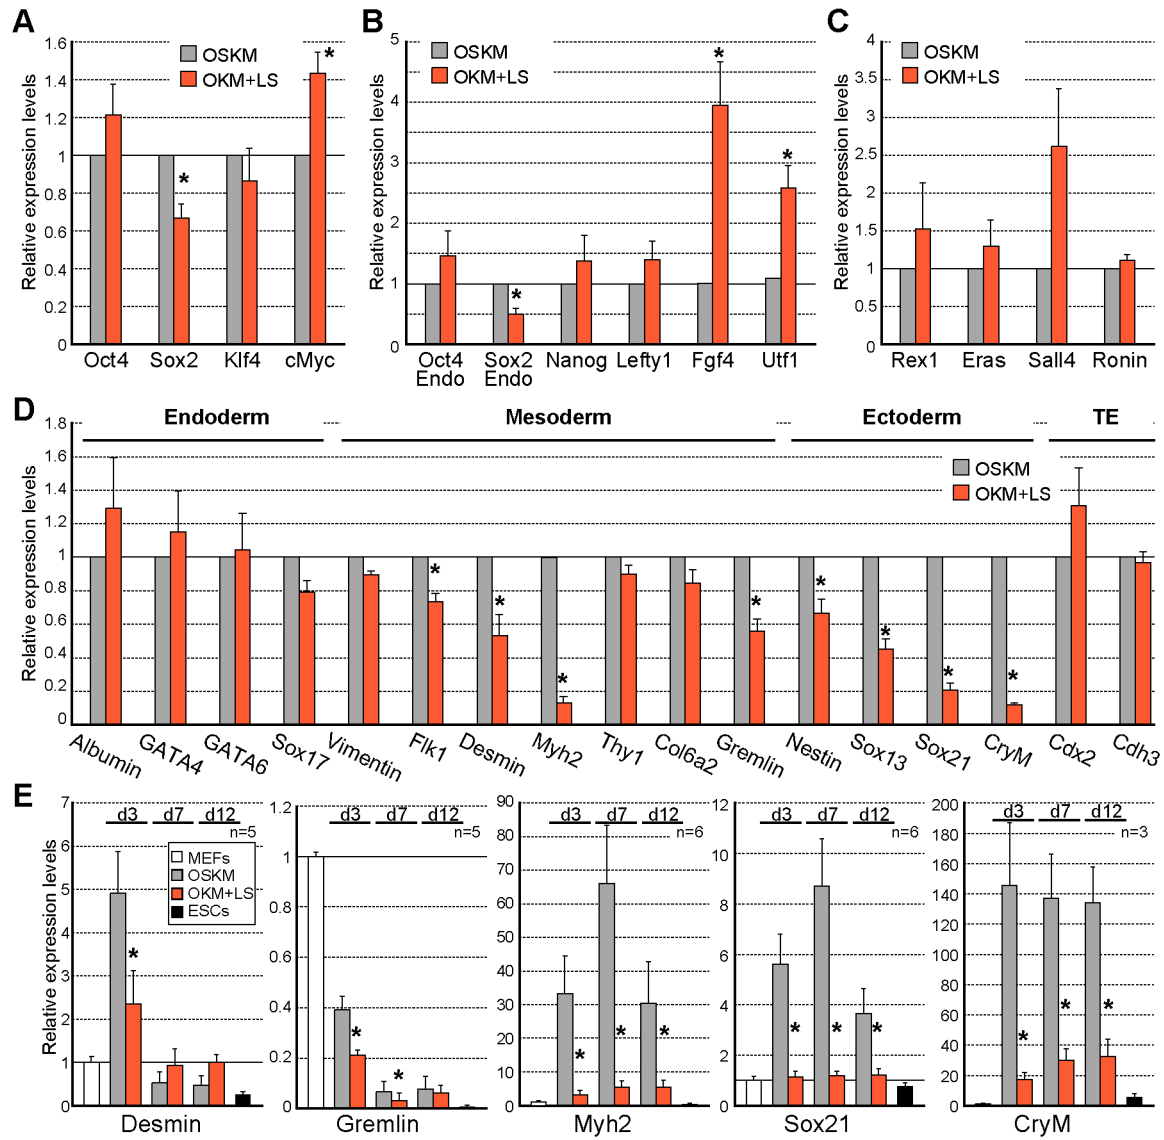 A
Relative expression levels
1.6
1.4
1.2
1
0.8
0.6
0.4
0.2
0
OSKM
OKM+LS
*
*
Oct4 Sox2 Klf4 cMyc
B
Relative expression levels
5
4
3
2
1
0
OSKM
OKM+LS
*
*
*
Oct4 Endo
Sox2 Endo
Nanog Lefty1 Fgf4 Utf1
C
Relative expression levels
4
3.5
3
2.5
2
1.5
1
0.5
0
OSKM
OKM+LS
Rex1 Eras Sall4 Ronin
D
Endoderm Mesoderm Ectoderm TE
Relative expression levels
1.8
1.6
1.4
1.2
1
0.8
0.6
0.4
0.2
0
OSKM
OKM+LS
* * * * * * * *
Albumin GATA4 GATA6 Sox17 Vimentin Flk1 Desmin Myh2 Thy1 Col6a2 Gremlin Nestin Sox13 Sox21 CryM Cdx2 Cdh3
E
Relative expression levels
7
6
5
4
3
2
1
0
d3 d7 d12
n=5
MEFs
OSKM
OKM+LS
ESCs
*
Desmin
1.2
1
0.8
0.6
0.4
0.2
0
d3 d7 d12
n=5
* *
Gremlin
90
80
70
60
50
40
30
20
10
0
d3 d7 d12
n=6
* * *
Myh2
12
10
8
6
4
2
0
d3 d7 d12
n=6
* * *
Sox21
200
180
160
140
120
100
80
60
40
20
0
d3 d7 d12
n=3
* * *
CryM